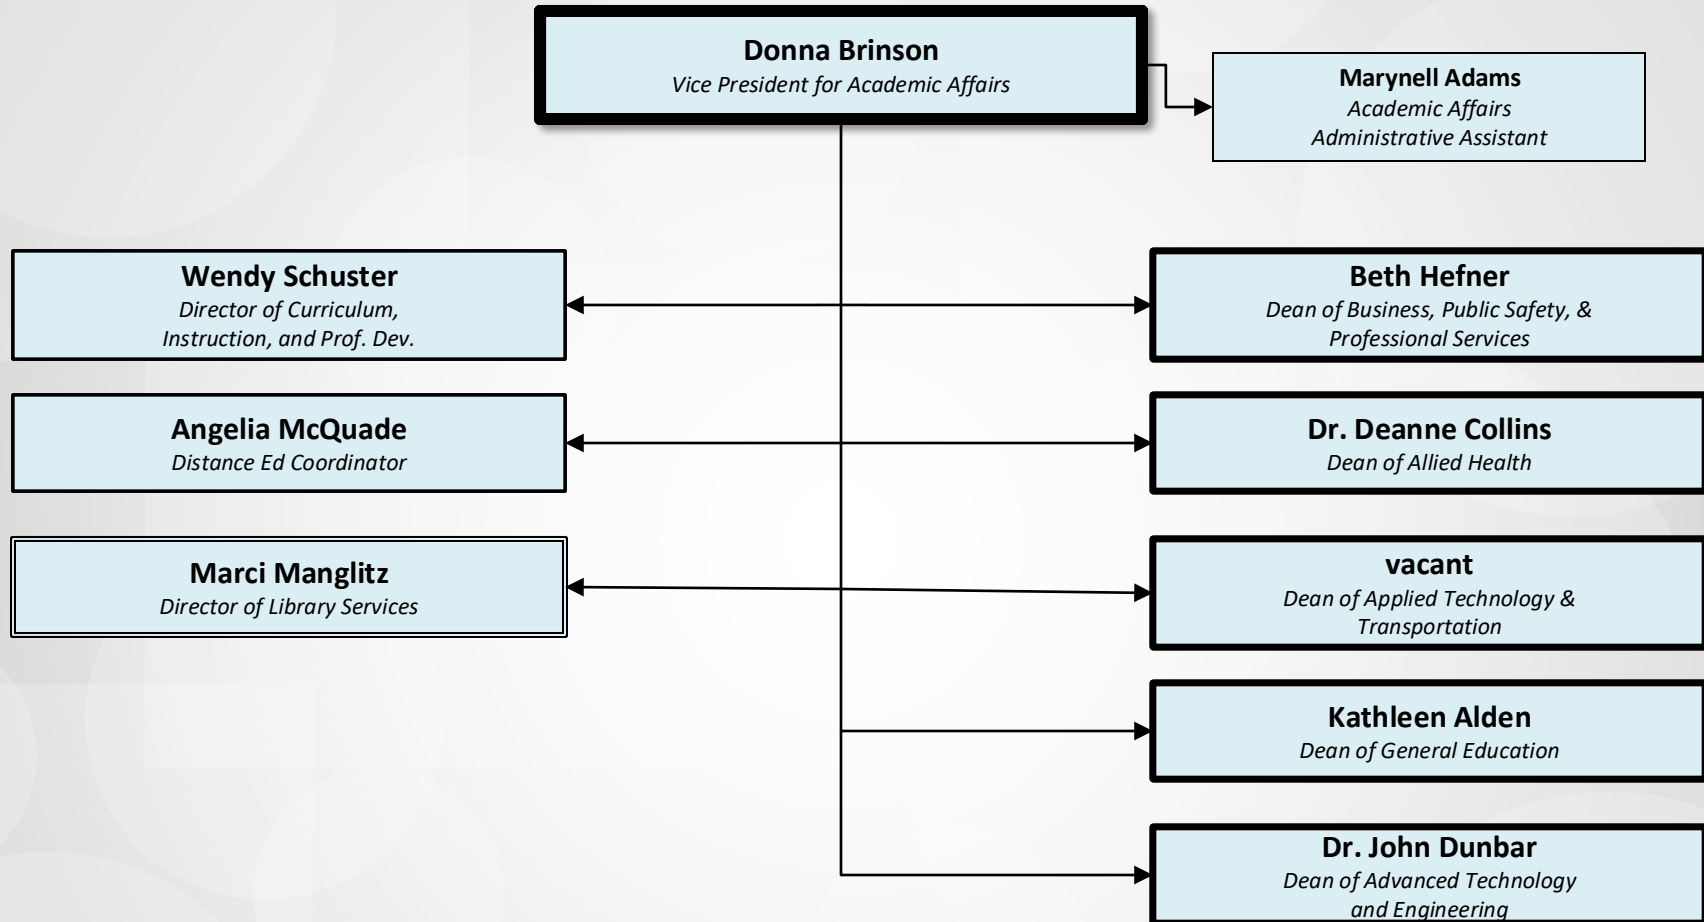 Donna Brinson
Vice President for Academic Affairs
Marynell Adams
Academic Affairs
Administrative Assistant
Wendy Schuster
Director of Curriculum,
Instruction, and Prof. Dev.
Beth Hefner
Dean of Business, Public Safety, &
Professional Services
Angelia McQuade
Distance Ed Coordinator
Dr. Deanne Collins
Dean of Allied Health
Marci Manglitz
Director of Library Services
vacant
Dean of Applied Technology &
Transportation
Kathleen Alden
Dean of General Education
Dr. John Dunbar
Dean of Advanced Technology
and Engineering